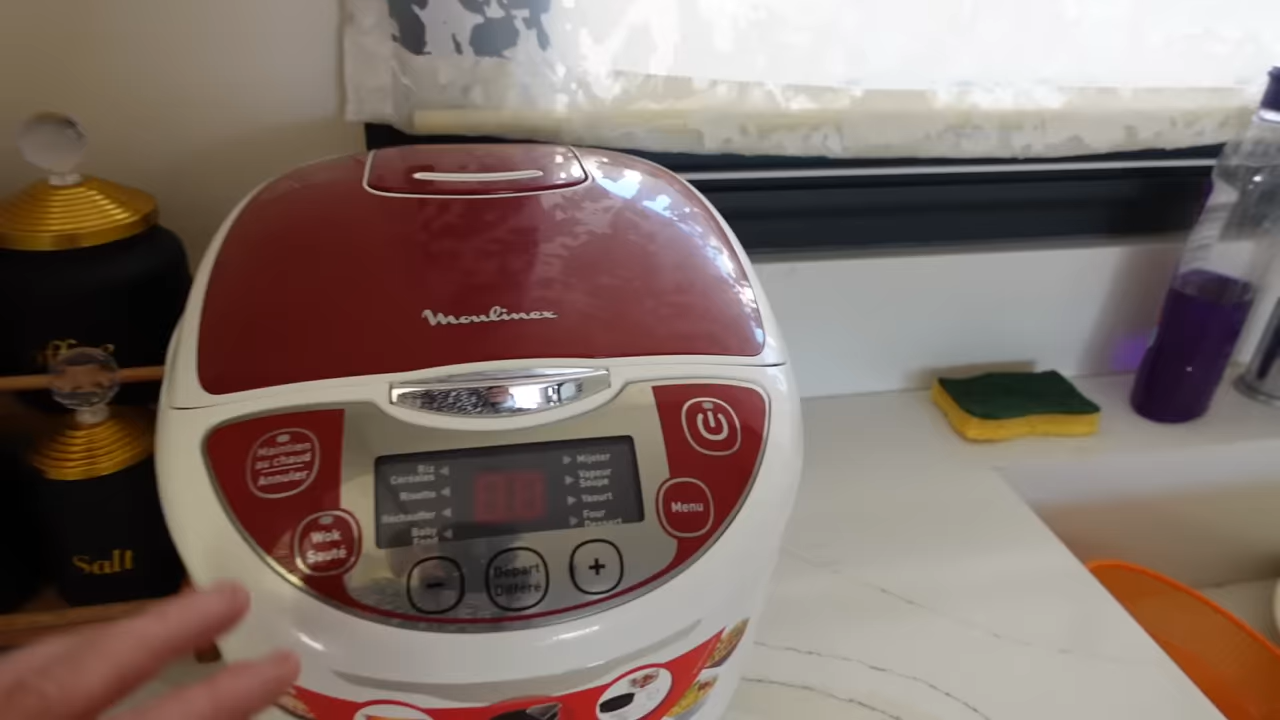 Moulinex
Maintien
au chaud
Annuler
Wok
Sauté
Riz
Céréales
Risotto
Réchauffer
Baby
Food
Mijoter
Vapeur
Soupe
Yaourt
Four
Dessert
Menu
-
Départ
Différé
+
Coffee
Salt